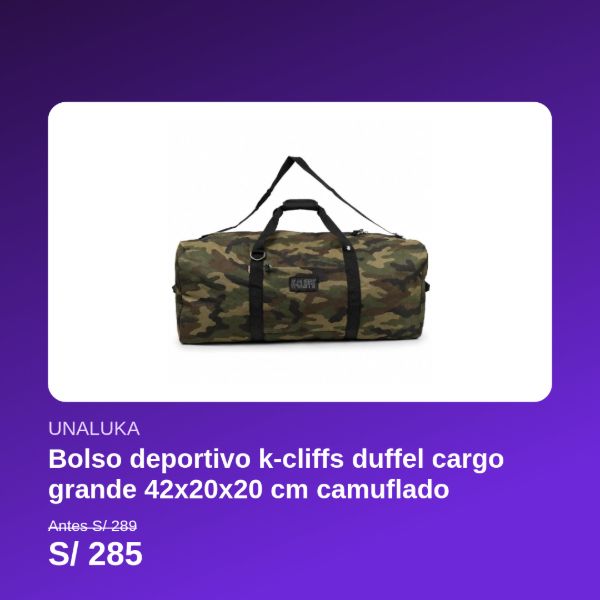 UNALUKA
Bolso deportivo k-cliffs duffel cargo
grande 42x20x20 cm camuflado
Antes S/ 289
S/ 285